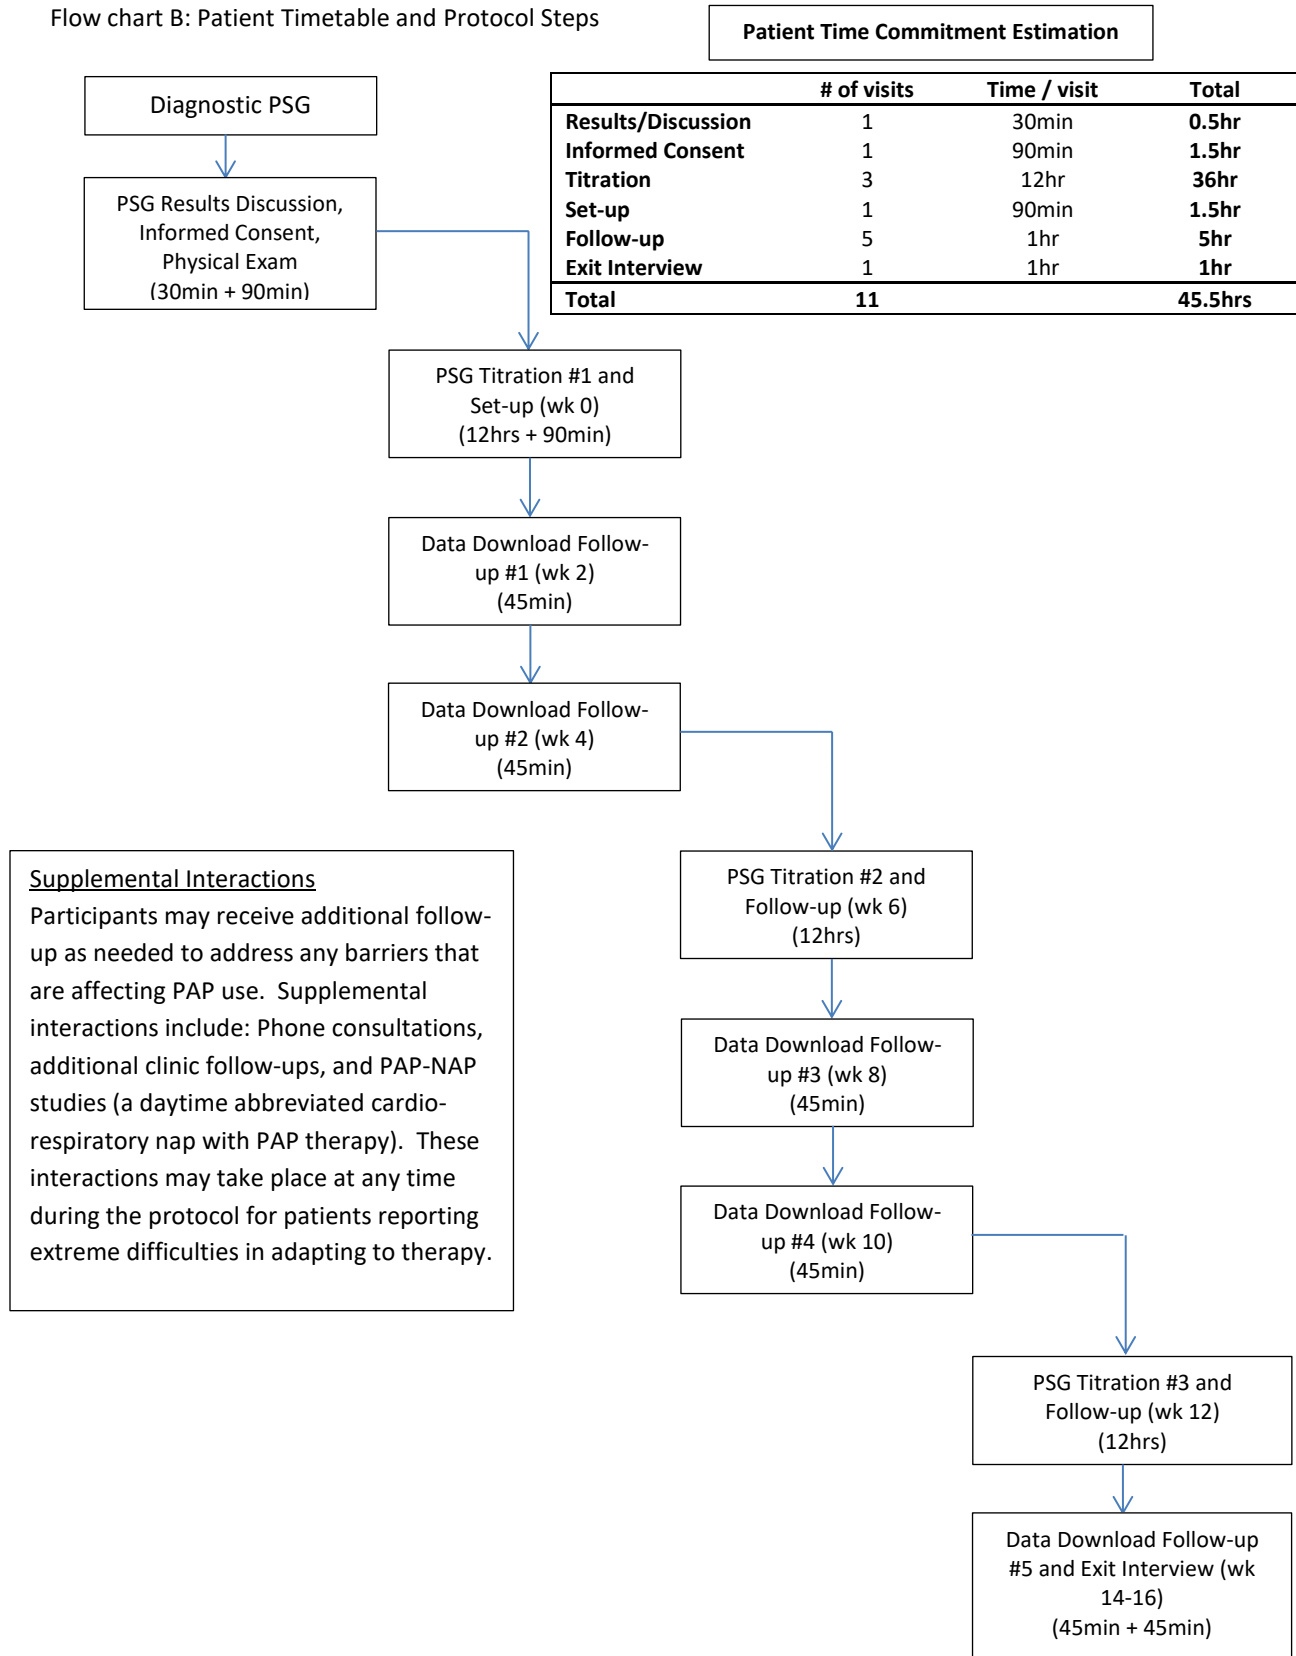 Flow chart B: Patient Timetable and Protocol Steps
Patient Time Commitment Estimation
# of visits Time / visit Total
Results/Discussion 1 30min 0.5hr
Informed Consent 1 90min 1.5hr
Titration 3 12hr 36hr
Set-up 1 90min 1.5hr
Follow-up 5 1hr 5hr
Exit Interview 1 1hr 1hr
Total 11 45.5hrs
Diagnostic PSG
PSG Results Discussion,
Informed Consent,
Physical Exam
(30min + 90min)
PSG Titration #1 and
Set-up (wk 0)
(12hrs + 90min)
Data Download Follow-
up #1 (wk 2)
(45min)
Data Download Follow-
up #2 (wk 4)
(45min)
Supplemental Interactions
Participants may receive additional follow-
up as needed to address any barriers that
are affecting PAP use. Supplemental
interactions include: Phone consultations,
additional clinic follow-ups, and PAP-NAP
studies (a daytime abbreviated cardio-
respiratory nap with PAP therapy). These
interactions may take place at any time
during the protocol for patients reporting
extreme difficulties in adapting to therapy.
PSG Titration #2 and
Follow-up (wk 6)
(12hrs)
Data Download Follow-
up #3 (wk 8)
(45min)
Data Download Follow-
up #4 (wk 10)
(45min)
PSG Titration #3 and
Follow-up (wk 12)
(12hrs)
Data Download Follow-up
#5 and Exit Interview (wk
14-16)
(45min + 45min)